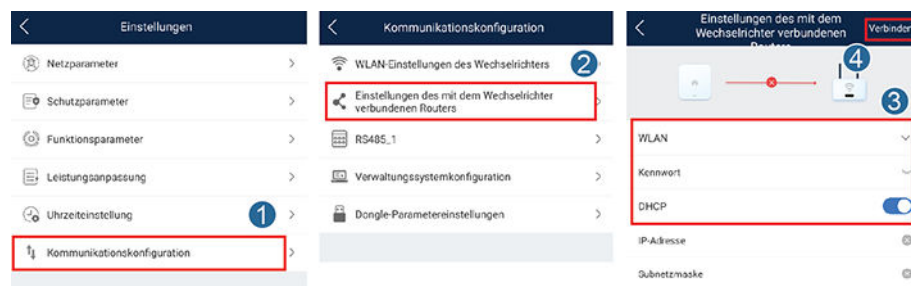 Einstellungen
Netzparameter
Schutzparameter
Funktionsparameter
Leistungsanpassung
Uhrzeiteinstellung
1
Kommunikationskonfiguration
Kommunikationskonfiguration
WLAN-Einstellungen des Wechselrichters
2
Einstellungen des mit dem Wechselrichter
verbundenen Routers
RS485_1
Verwaltungssystemkonfiguration
Dongle-Parametereinstellungen
Einstellungen des mit dem
Wechselrichter verbundenen
Routers
Verbinden
4
3
WLAN
Kennwort
DHCP
IP-Adresse
Subnetzmaske